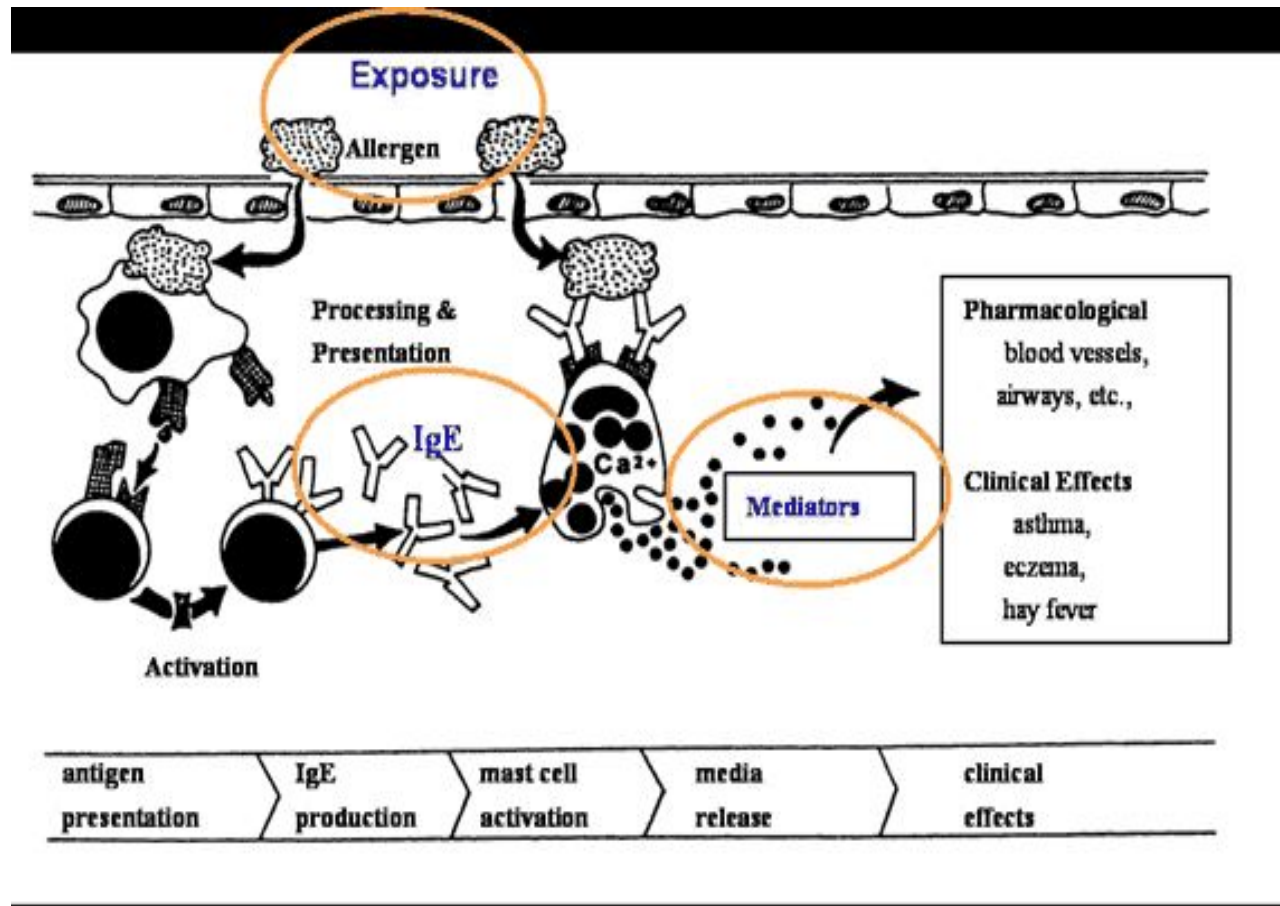 Exposure
Allergen
Processing &
Presentation
IgE
Ca²⁺
Mediators
Activation
Pharmacological
blood vessels,
airways, etc.,
Clinical Effects
asthma,
eczema,
hay fever
antigen
presentation
IgE
production
mast cell
activation
media
release
clinical
effects